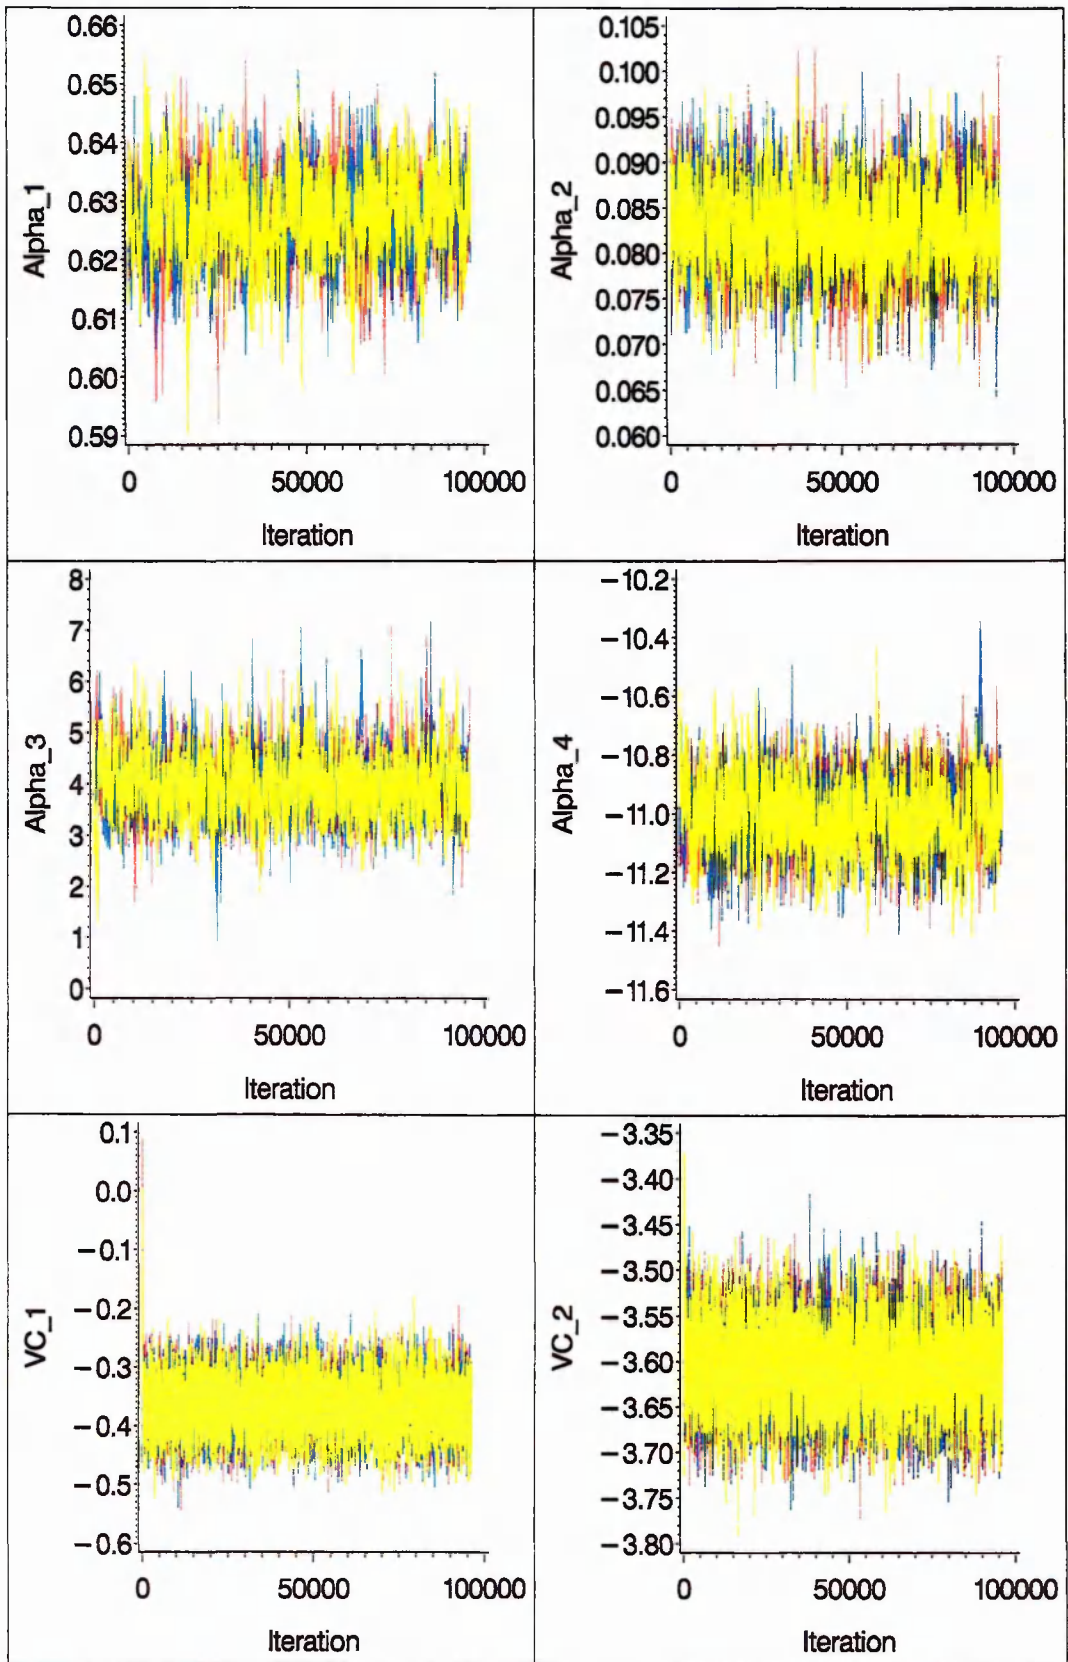 0.66
0.65
0.64
0.63
0.62
0.61
0.60
0.59
Alpha_1
0 50000 100000
Iteration
0.105
0.100
0.095
0.090
0.085
0.080
0.075
0.070
0.065
0.060
Alpha_2
0 50000 100000
Iteration
8
7
6
5
4
3
2
1
0
Alpha_3
0 50000 100000
Iteration
−10.2
−10.4
−10.6
−10.8
−11.0
−11.2
−11.4
−11.6
Alpha_4
0 50000 100000
Iteration
0.1
0.0
−0.1
−0.2
−0.3
−0.4
−0.5
−0.6
VC_1
0 50000 100000
Iteration
−3.35
−3.40
−3.45
−3.50
−3.55
−3.60
−3.65
−3.70
−3.75
−3.80
VC_2
0 50000 100000
Iteration